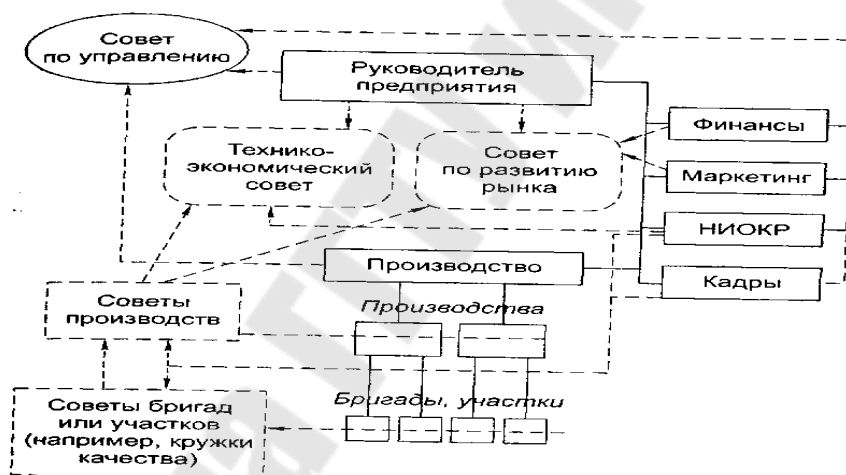 Совет
по управлению
Руководитель
предприятия
Технико-
экономический
совет
Совет
по развитию
рынка
Финансы
Маркетинг
НИОКР
Кадры
Производство
Производства
Советы
производств
Бригады, участки
Советы бригад
или участков
(например, кружки
качества)